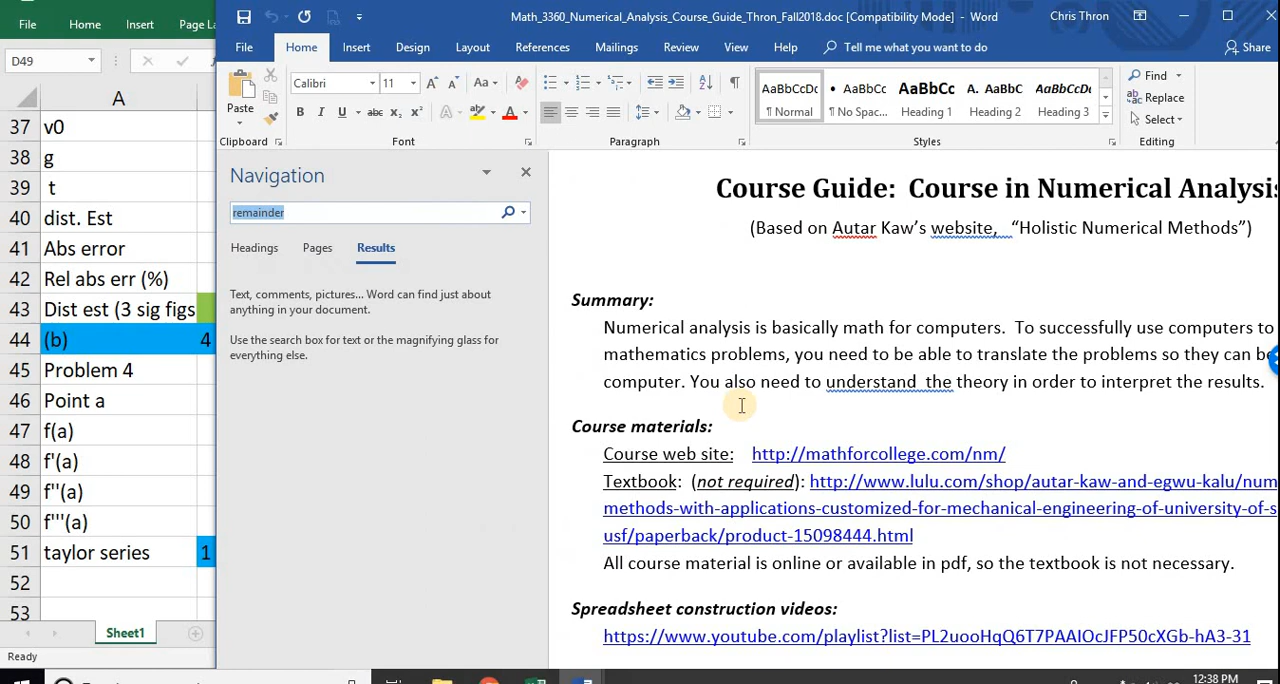 Math_3360_Numerical_Analysis_Course_Guide_Thron_Fall2018.doc [Compatibility Mode] - Word
Chris Thron
File Home Insert Page La
File Home Insert Design Layout References Mailings Review View Help Tell me what you want to do
Share
D49
Calibri 11 Aa
Paste
B I U abc x₂ x² A A
AaBbCcDc AaBbCc AaBbCc A. AaBbC AaBbCcDc
¶ Normal ¶ No Spac... Heading 1 Heading 2 Heading 3
Find
Replace
Select
Clipboard Font Paragraph Styles Editing
A
37 v0
38 g
39 t
40 dist. Est
41 Abs error
42 Rel abs err (%)
43 Dist est (3 sig figs
44 (b) 4
45 Problem 4
46 Point a
47 f(a)
48 f'(a)
49 f''(a)
50 f'''(a)
51 taylor series 1
52
53
Sheet1
Ready
Navigation
remainder
Headings Pages Results
Text, comments, pictures... Word can find just about
anything in your document.
Use the search box for text or the magnifying glass for
everything else.
Course Guide: Course in Numerical Analysis
(Based on Autar Kaw's website, "Holistic Numerical Methods")
Summary:
Numerical analysis is basically math for computers. To successfully use computers to
mathematics problems, you need to be able to translate the problems so they can be
computer. You also need to understand the theory in order to interpret the results.
Course materials:
Course web site: http://mathforcollege.com/nm/
Textbook: (not required): http://www.lulu.com/shop/autar-kaw-and-egwu-kalu/num
methods-with-applications-customized-for-mechanical-engineering-of-university-of-s
usf/paperback/product-15098444.html
All course material is online or available in pdf, so the textbook is not necessary.
Spreadsheet construction videos:
https://www.youtube.com/playlist?list=PL2uooHqQ6T7PAAIOcJFP50cXGb-hA3-31
12:38 PM